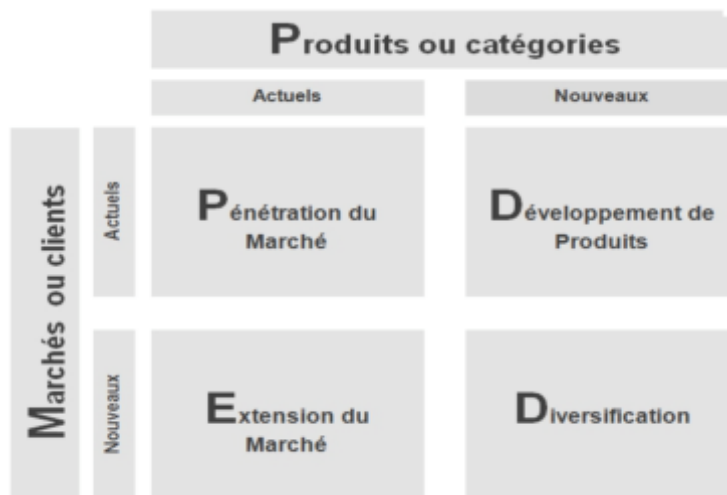 Produits ou catégories
Actuels
Nouveaux
Marchés ou clients
Actuels
Pénétration du
Marché
Développement de
Produits
Nouveaux
Extension du
Marché
Diversification